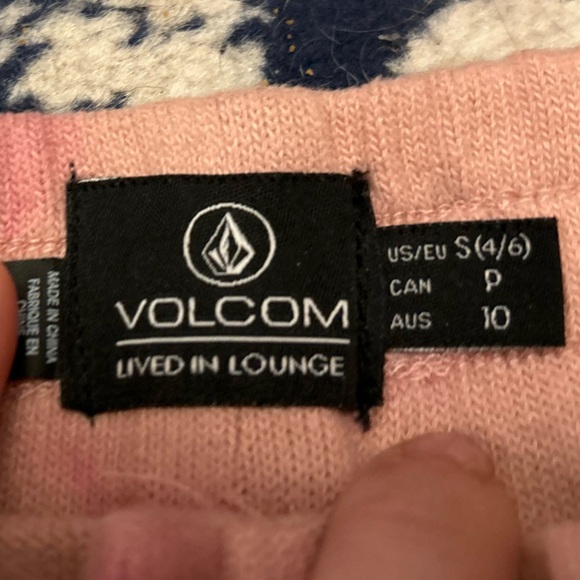 VOLCOM
LIVED IN LOUNGE
US/EU S (4/6)
CAN P
AUS 10
MADE IN CHINA
FABRIQUE EN